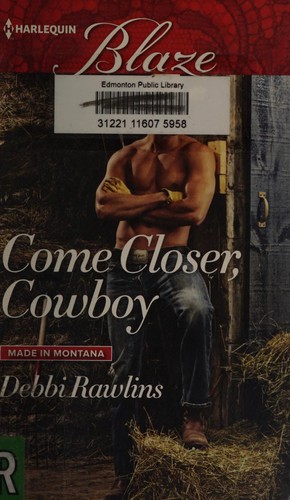 HARLEQUIN
Blaze
Edmonton Public Library
31221 11607 5958
Come Closer,
Cowboy
MADE IN MONTANA
Debbi Rawlins
R